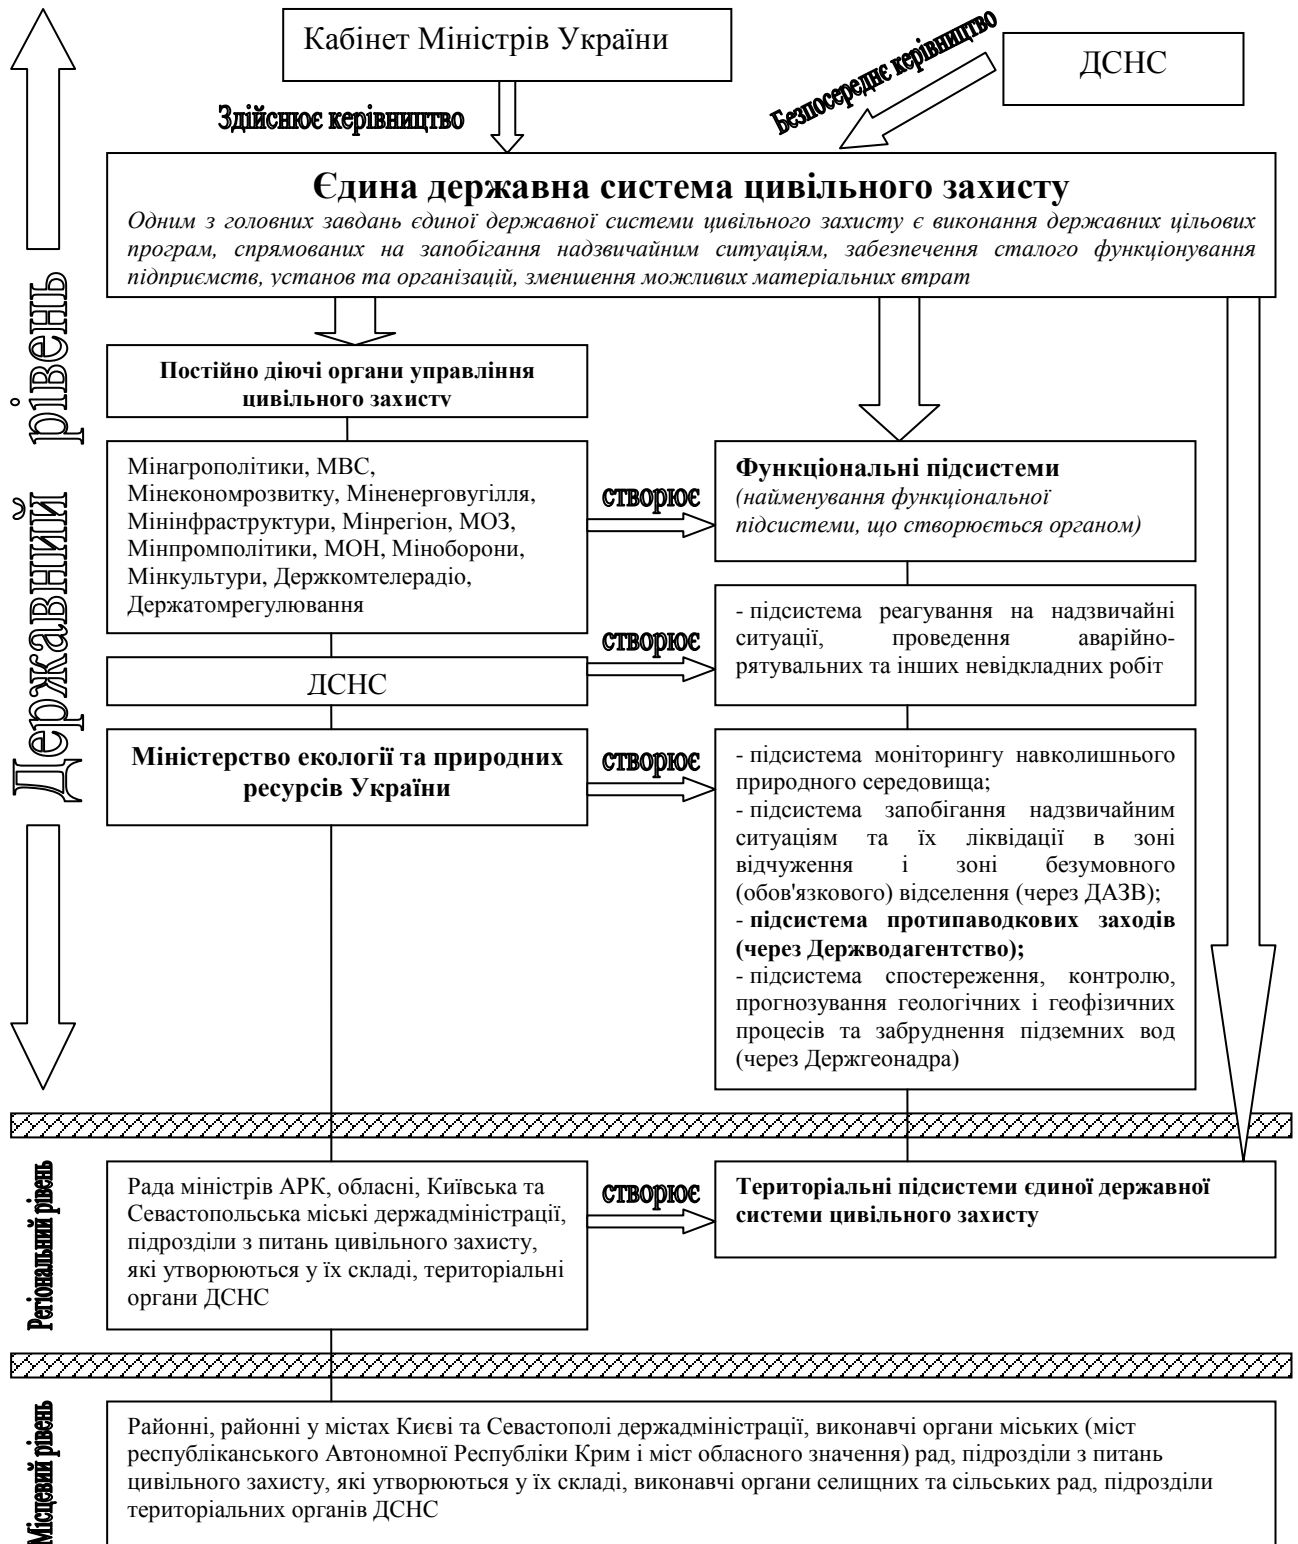 Кабінет Міністрів України
ДСНС
Здійснює керівництво
Безпосереднє керівництво
Єдина державна система цивільного захисту
Одним з головних завдань єдиної державної системи цивільного захисту є виконання державних цільових
програм, спрямованих на запобігання надзвичайним ситуаціям, забезпечення сталого функціонування
підприємств, установ та організацій, зменшення можливих матеріальних втрат
Державний рівень
Постійно діючі органи управління
цивільного захисту
Мінагрополітики, МВС,
Мінекономрозвитку, Міненерговугілля,
Мінінфраструктури, Мінрегіон, МОЗ,
Мінпромполітики, МОН, Міноборони,
Мінкультури, Держкомтелерадіо,
Держатомрегулювання
створює
Функціональні підсистеми
(найменування функціональної
підсистеми, що створюється органом)
ДСНС
створює
- підсистема реагування на надзвичайні
ситуації, проведення аварійно-
рятувальних та інших невідкладних робіт
Міністерство екології та природних
ресурсів України
створює
- підсистема моніторингу навколишнього
природного середовища;
- підсистема запобігання надзвичайним
ситуаціям та їх ліквідації в зоні
відчуження і зоні безумовного
(обов'язкового) відселення (через ДАЗВ);
- підсистема протипаводкових заходів
(через Держводагентство);
- підсистема спостереження, контролю,
прогнозування геологічних і геофізичних
процесів та забруднення підземних вод
(через Держгеонадра)
Регіональний рівень
Рада міністрів АРК, обласні, Київська та
Севастопольська міські держадміністрації,
підрозділи з питань цивільного захисту,
які утворюються у їх складі, територіальні
органи ДСНС
створює
Територіальні підсистеми єдиної державної
системи цивільного захисту
Місцевий рівень
Районні, районні у містах Києві та Севастополі держадміністрації, виконавчі органи міських (міст
республіканського Автономної Республіки Крим і міст обласного значення) рад, підрозділи з питань
цивільного захисту, які утворюються у їх складі, виконавчі органи селищних та сільських рад, підрозділи
територіальних органів ДСНС